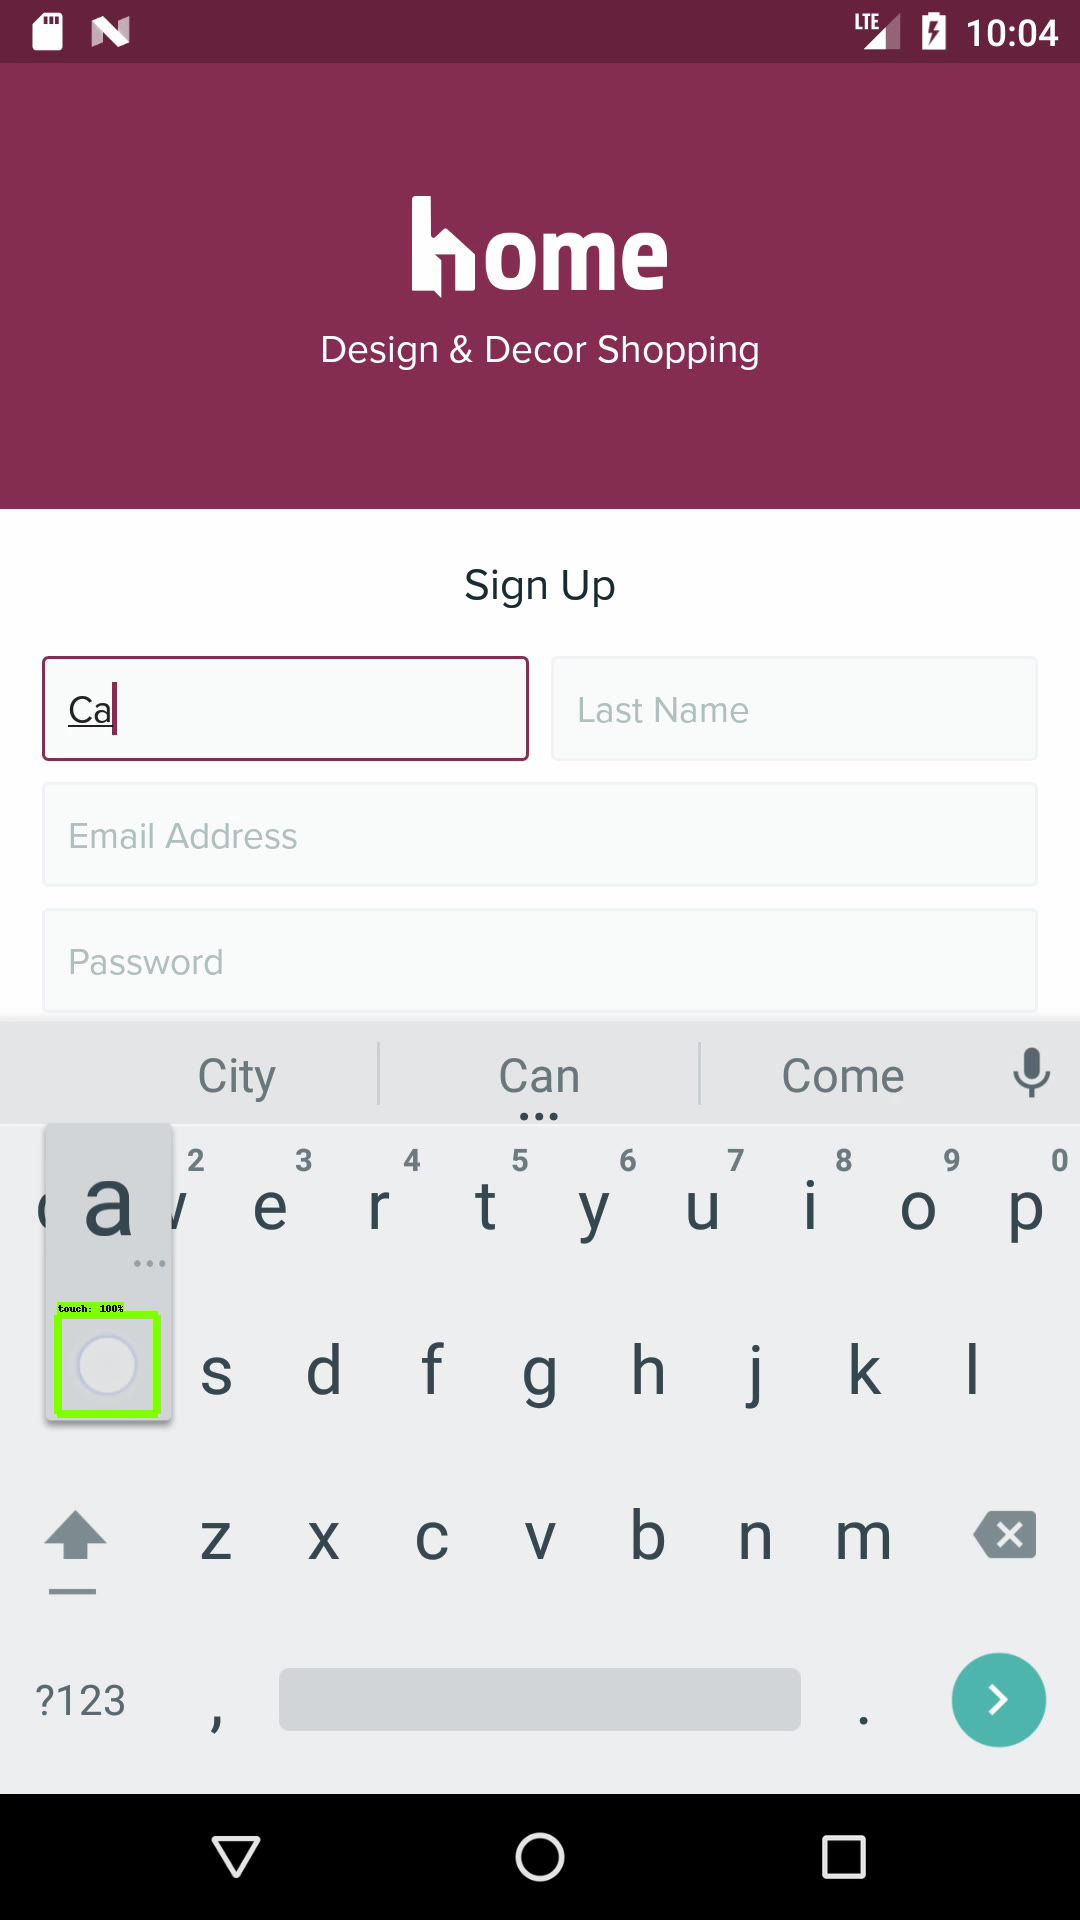 LTE 10:04
home
Design & Decor Shopping
Sign Up
Ca Last Name
Email Address
Password
City Can Come
2 3 4 5 6 7 8 9 0
a e r t y u i o p
touch: 100%
s d f g h j k l
z x c v b n m
?123 , .